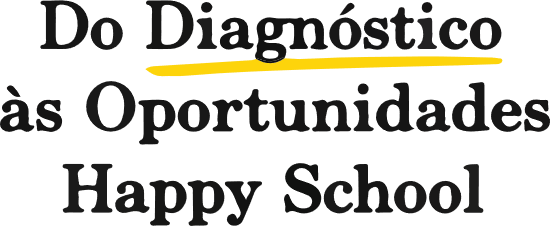 Do Diagnóstico
às Oportunidades
Happy School